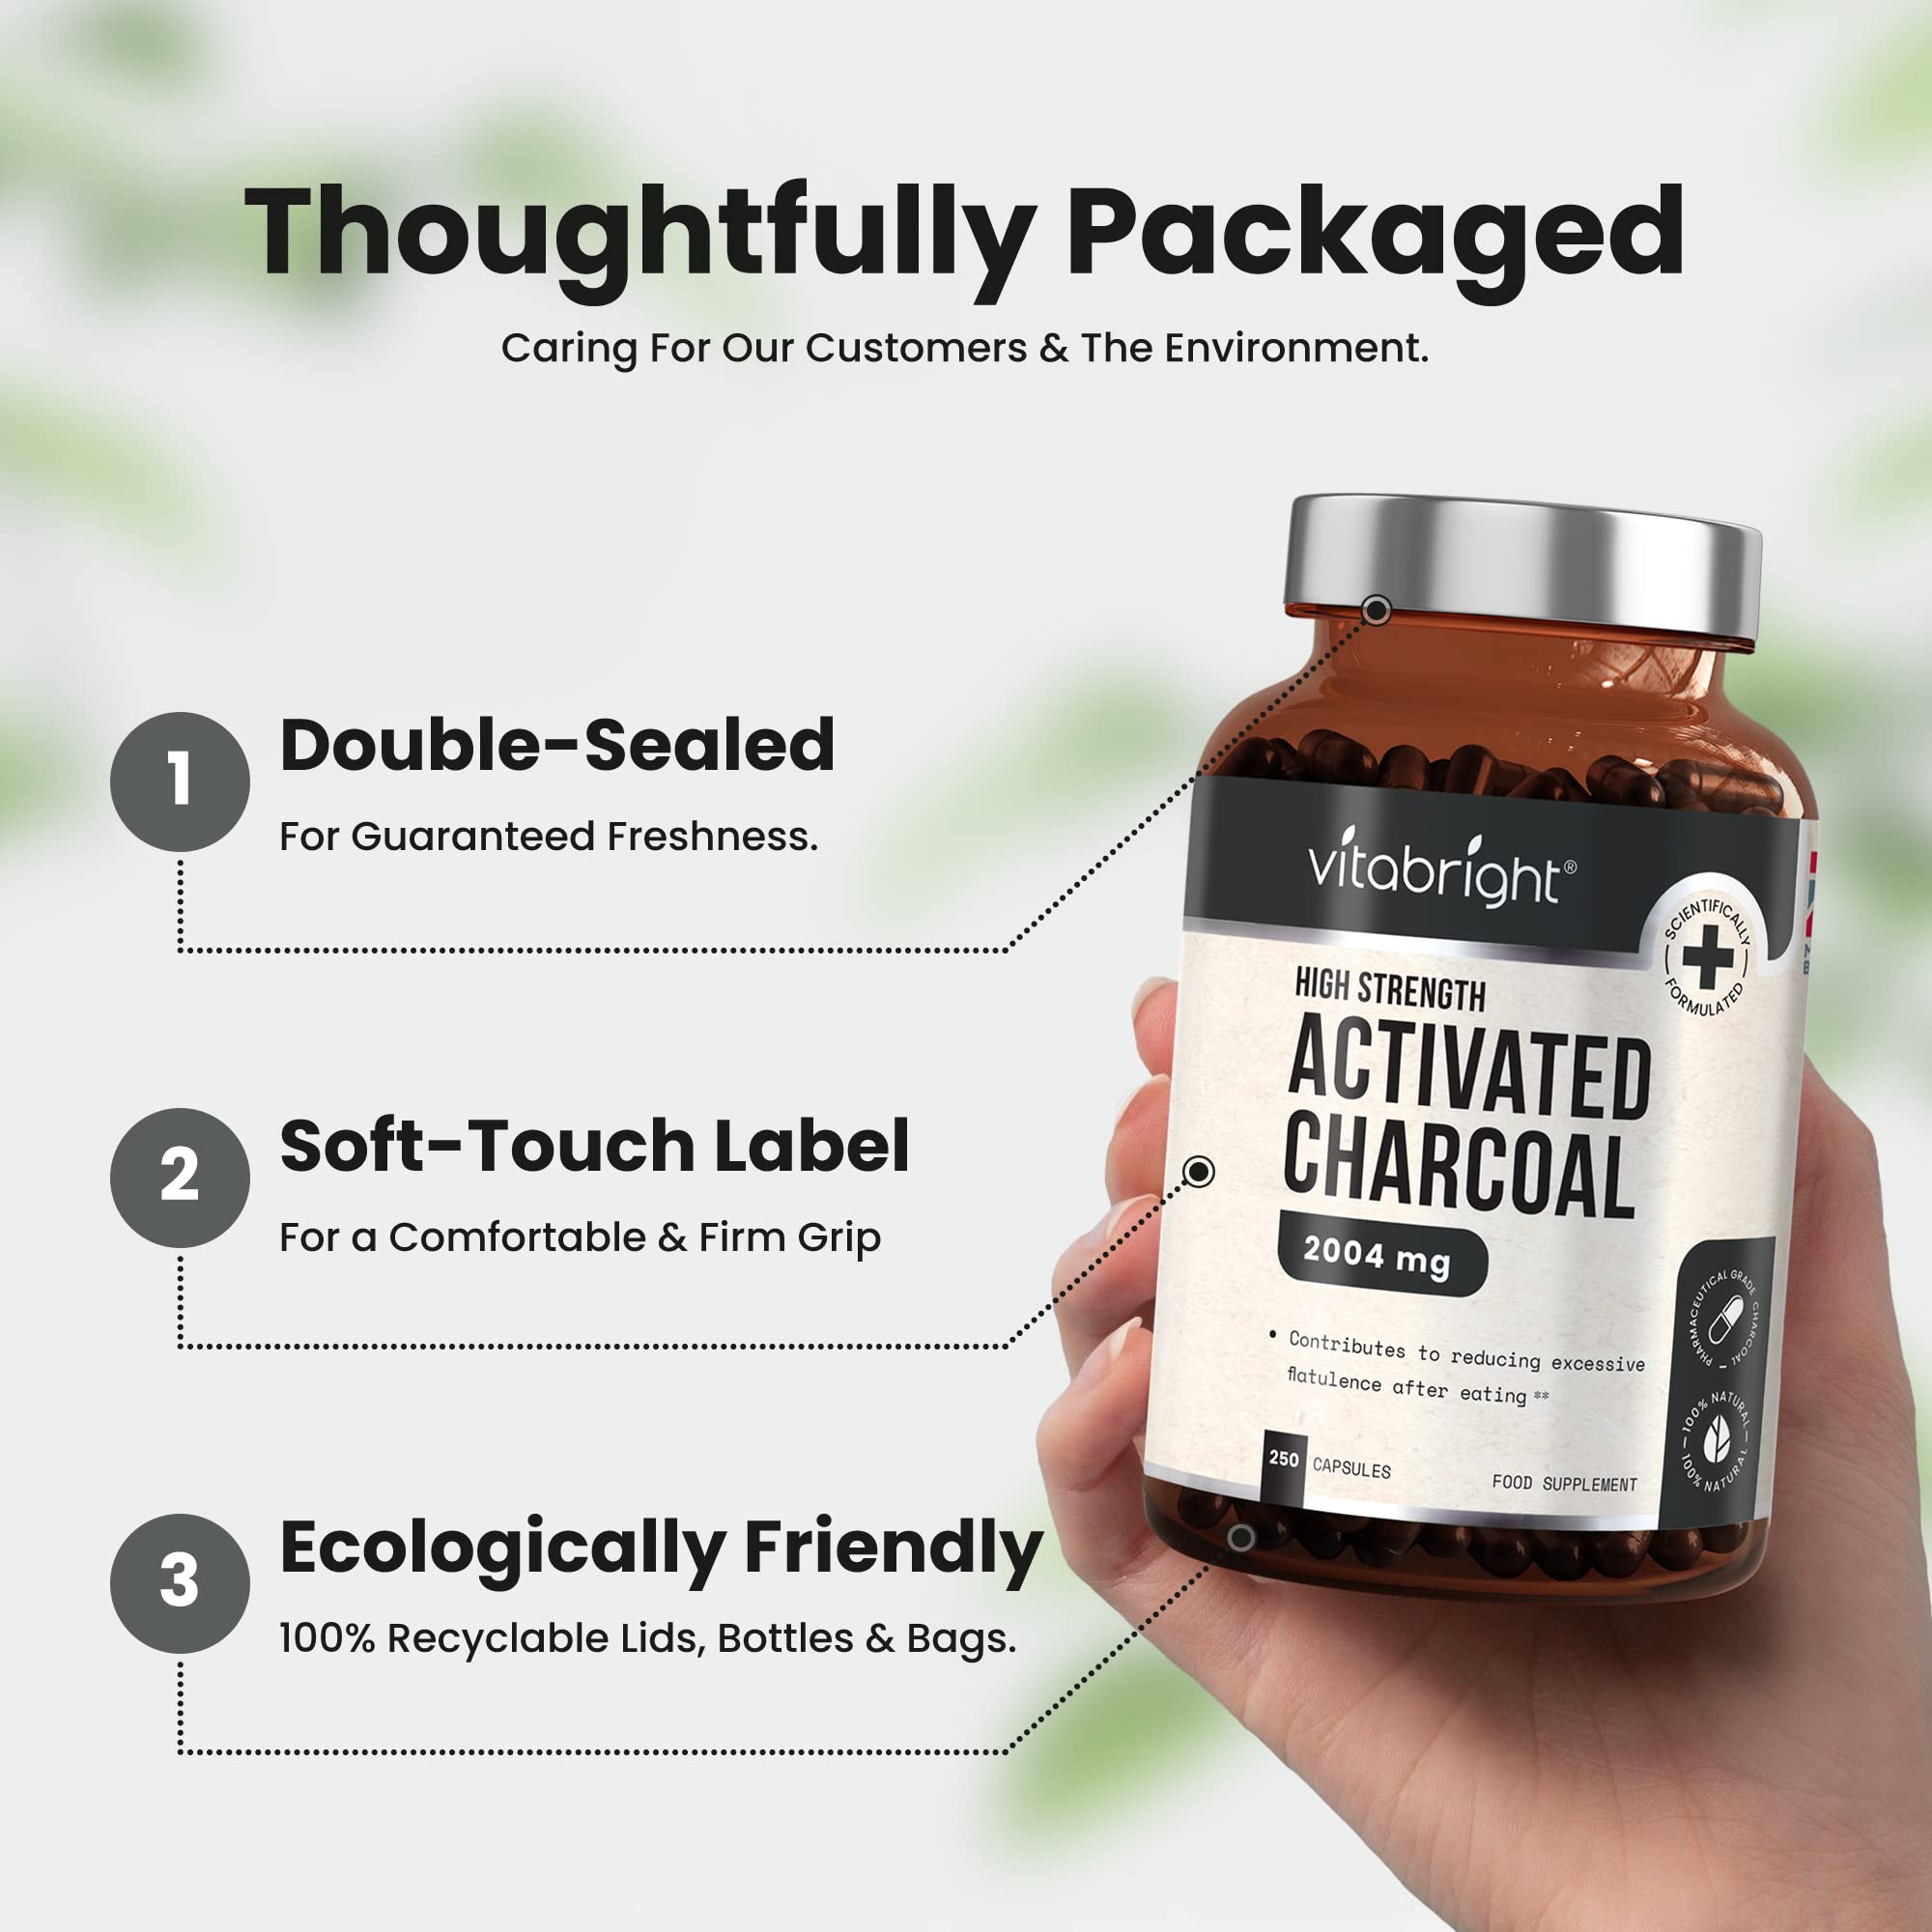 Thoughtfully Packaged
Caring For Our Customers & The Environment.
1
Double-Sealed
For Guaranteed Freshness.
2
Soft-Touch Label
For a Comfortable & Firm Grip
3
Ecologically Friendly
100% Recyclable Lids, Bottles & Bags.
vitabright®
SCIENTIFICALLY
FORMULATED
HIGH STRENGTH
ACTIVATED
CHARCOAL
2004 mg
• Contributes to reducing excessive
flatulence after eating **
PHARMACEUTICAL GRADE CHARCOAL –
– 100% NATURAL –
100% NATURAL
250 CAPSULES
FOOD SUPPLEMENT